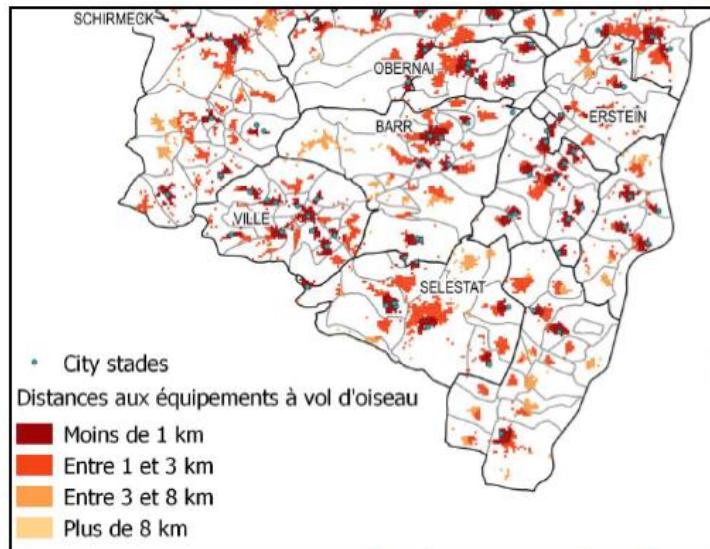 SCHIRMECK
OBERNAI
BARR
ERSTEIN
VILLE
SELESTAT
City stades
Distances aux équipements à vol d'oiseau
Moins de 1 km
Entre 1 et 3 km
Entre 3 et 8 km
Plus de 8 km